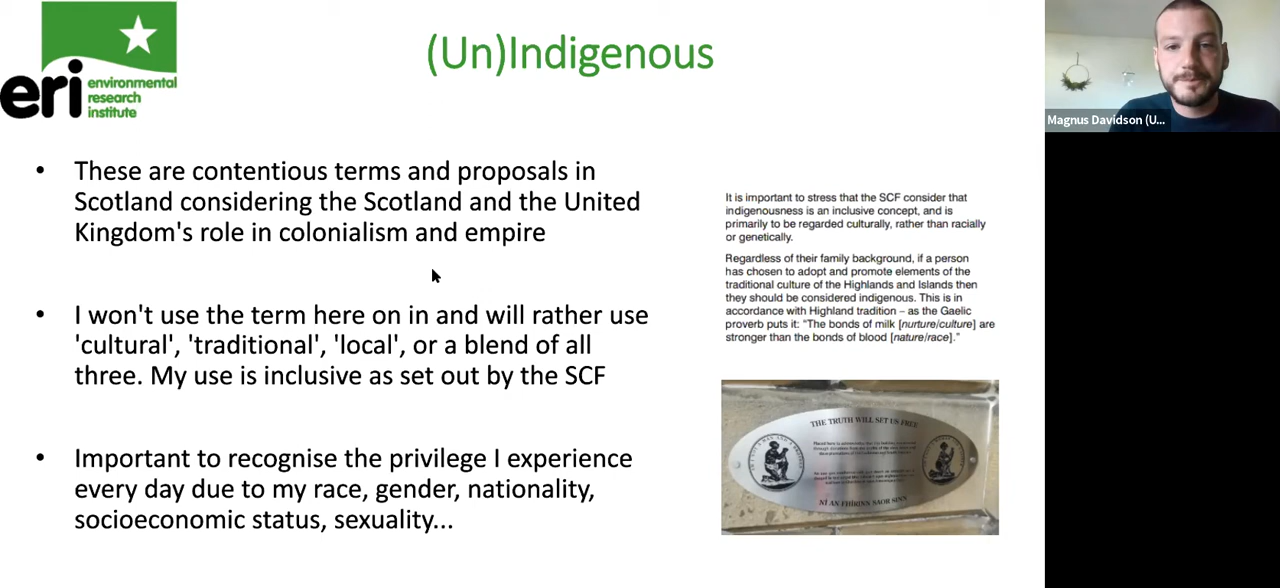 eri environmental
research
institute
(Un)Indigenous
• These are contentious terms and proposals in
Scotland considering the Scotland and the United
Kingdom's role in colonialism and empire
• I won't use the term here on in and will rather use
'cultural', 'traditional', 'local', or a blend of all
three. My use is inclusive as set out by the SCF
• Important to recognise the privilege I experience
every day due to my race, gender, nationality,
socioeconomic status, sexuality...
It is important to stress that the SCF consider that
indigenousness is an inclusive concept, and is
primarily to be regarded culturally, rather than racially
or genetically.
Regardless of their family background, if a person
has chosen to adopt and promote elements of the
traditional culture of the Highlands and Islands then
they should be considered indigenous. This is in
accordance with Highland tradition – as the Gaelic
proverb puts it: "The bonds of milk [nurture/culture] are
stronger than the bonds of blood [nature/race]."
THE TRUTH WILL SET US FREE
NÌ AN FHÌRINN SAOR SINN
Magnus Davidson (U...